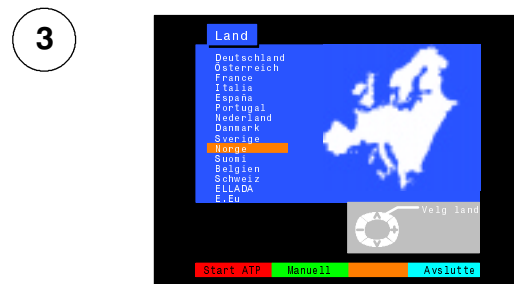 3
Land
Deutschland
Österreich
France
Italia
España
Portugal
Nederland
Danmark
Sverige
Norge
Suomi
Belgien
Schweiz
ELLADA
E.Eu
Velg land
Start ATP Manuell Avslutte